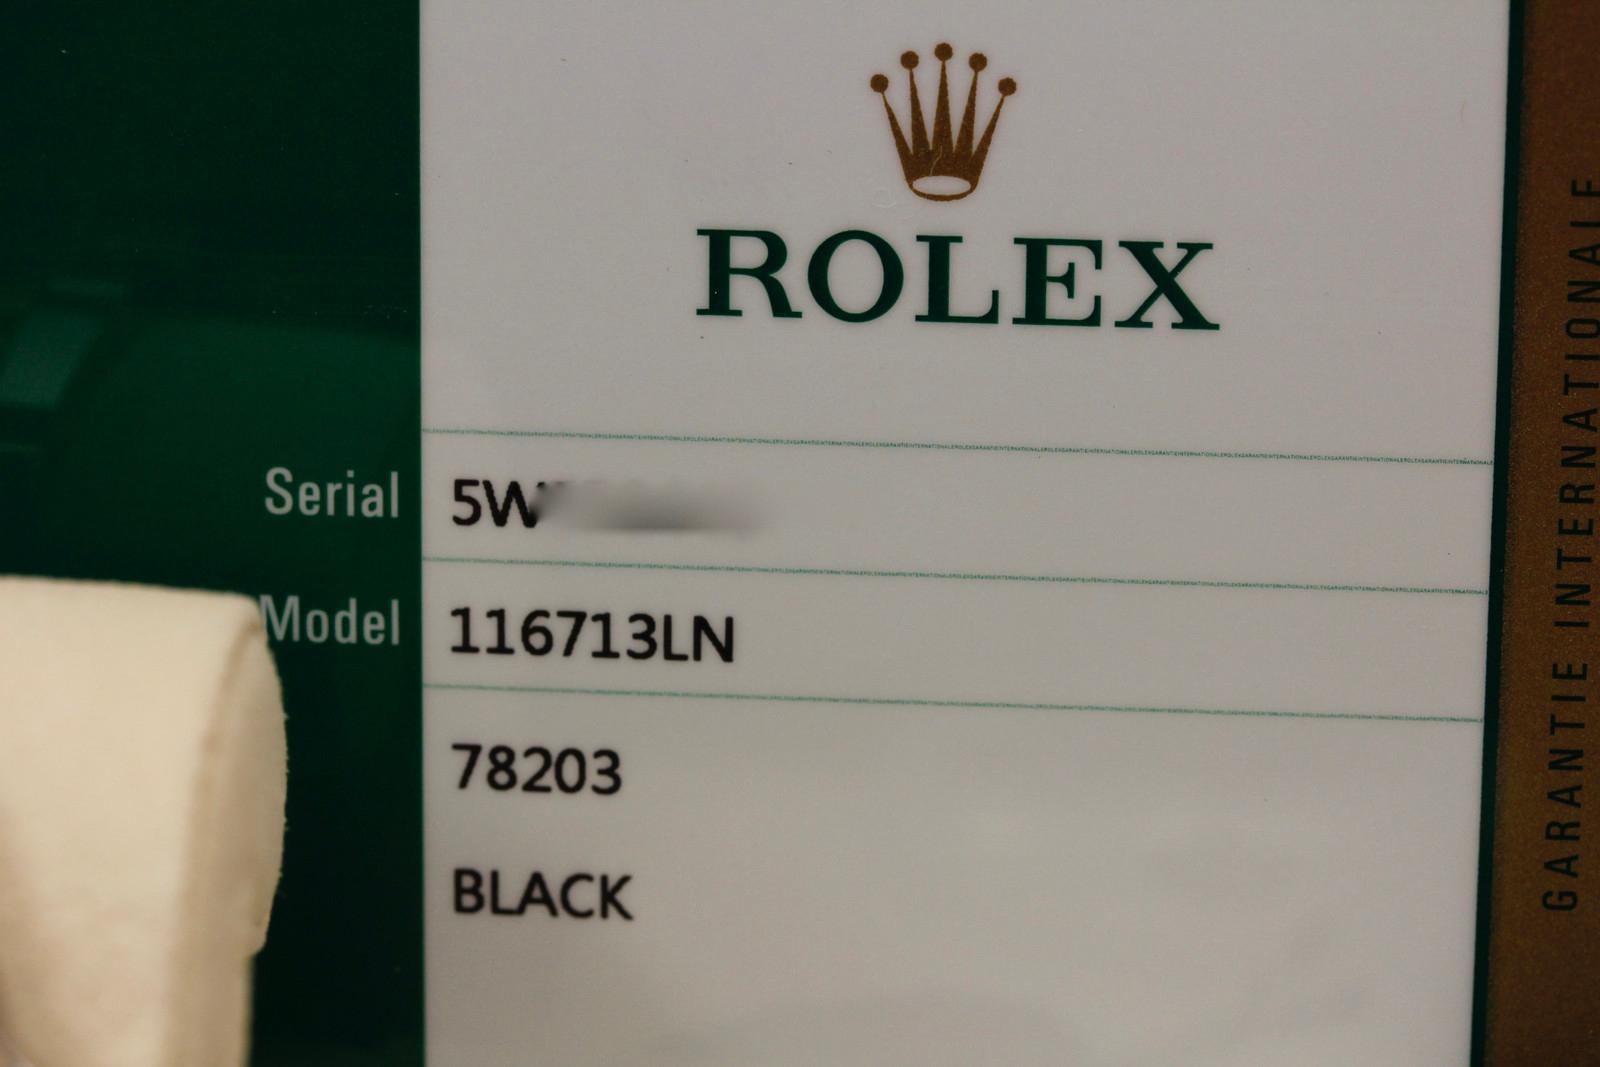 ROLEX
Serial 5W
Model 116713LN
78203
BLACK
GARANTIE INTERNATIONALE